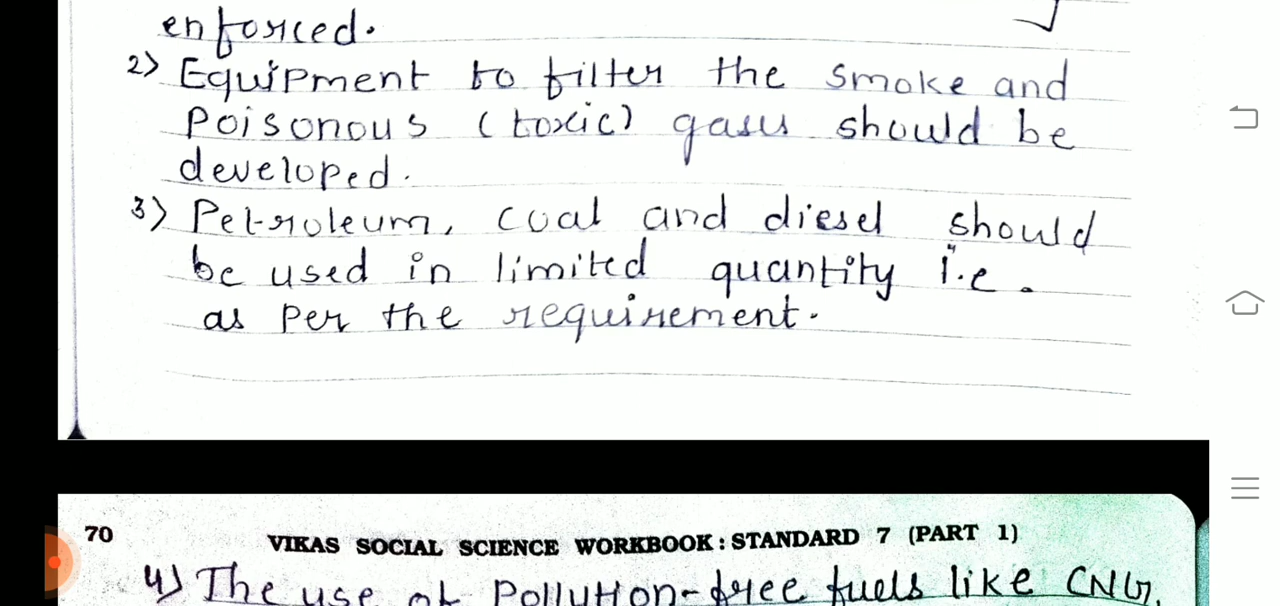 enforced.
2) Equipment to filter the smoke and
Poisonous (toxic) gases should be
developed.
3) Petroleum, coal and diesel should
be used in limited quantity i.e.
as per the requirement.
70
VIKAS SOCIAL SCIENCE WORKBOOK : STANDARD 7 (PART 1)
4) The use of Pollution-free fuels like CNG,